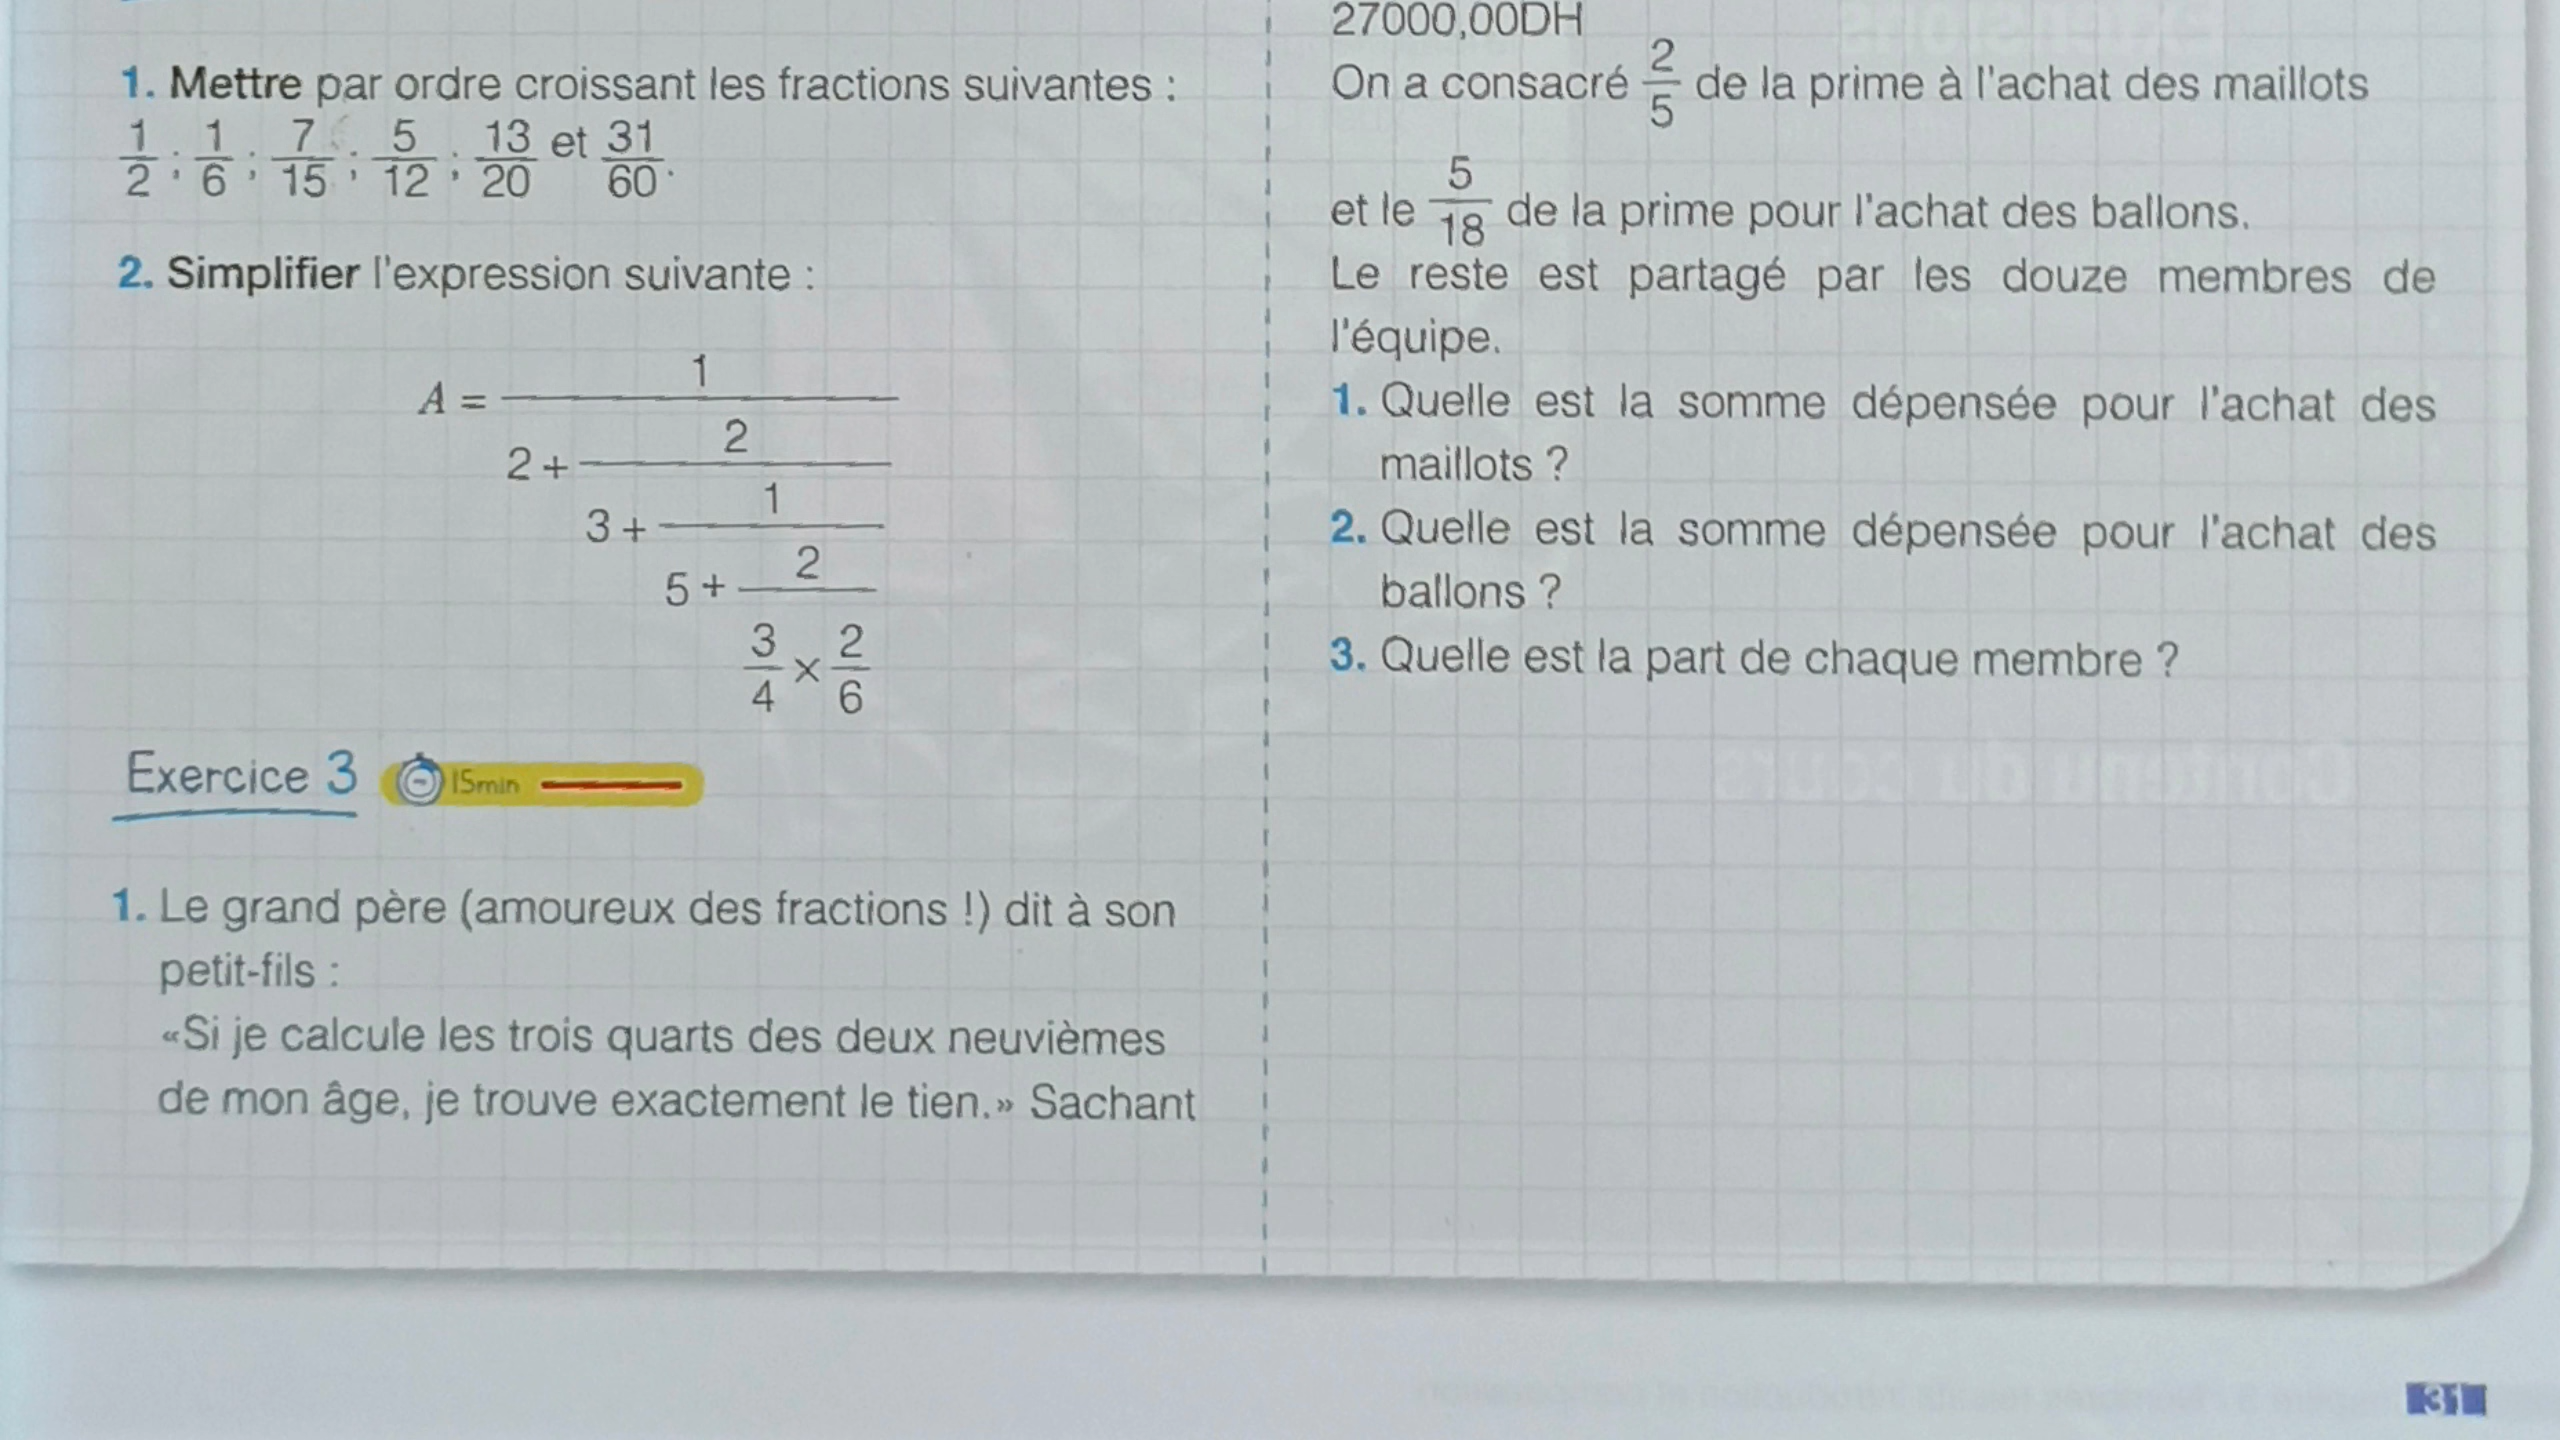 1. Mettre par ordre croissant les fractions suivantes :
1/2 ; 1/6 ; 7/15 ; 5/12 ; 13/20 et 31/60.
2. Simplifier l'expression suivante :
A = 1
2 + 2
3 + 1
5 + 2
3/4 × 2/6
Exercice 3 15min
1. Le grand père (amoureux des fractions !) dit à son
petit-fils :
«Si je calcule les trois quarts des deux neuvièmes
de mon âge, je trouve exactement le tien.» Sachant
27000,00DH
On a consacré 2/5 de la prime à l'achat des maillots
et le 5/18 de la prime pour l'achat des ballons.
Le reste est partagé par les douze membres de
l'équipe.
1. Quelle est la somme dépensée pour l'achat des
maillots ?
2. Quelle est la somme dépensée pour l'achat des
ballons ?
3. Quelle est la part de chaque membre ?
Contenu du cours
31